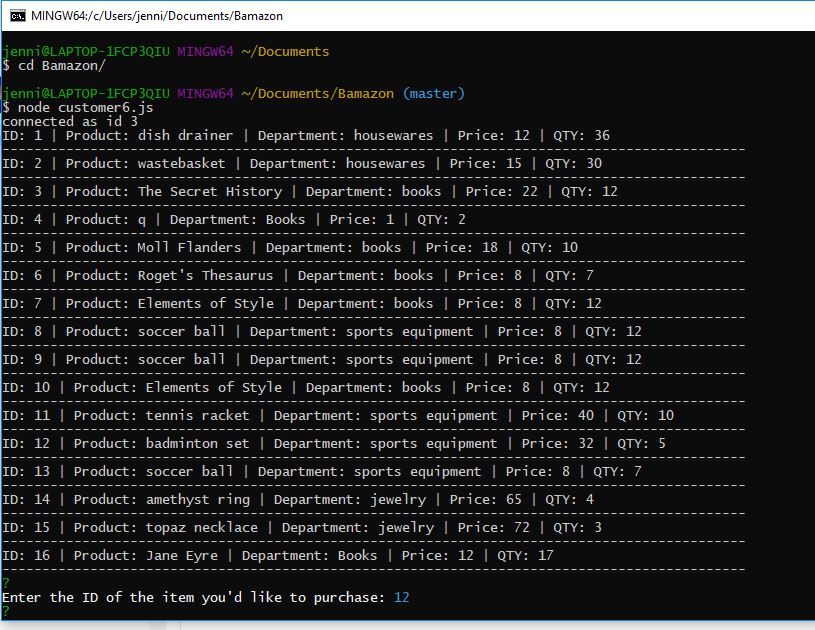 MINGW64:/c/Users/jenni/Documents/Bamazon
jenni@LAPTOP-1FCP3QIU MINGW64 ~/Documents
$ cd Bamazon/
jenni@LAPTOP-1FCP3QIU MINGW64 ~/Documents/Bamazon (master)
$ node customer6.js
connected as id 3
ID: 1 | Product: dish drainer | Department: housewares | Price: 12 | QTY: 36
---------------------------------------------------------------------------------------------
ID: 2 | Product: wastebasket | Department: housewares | Price: 15 | QTY: 30
---------------------------------------------------------------------------------------------
ID: 3 | Product: The Secret History | Department: books | Price: 22 | QTY: 12
---------------------------------------------------------------------------------------------
ID: 4 | Product: q | Department: Books | Price: 1 | QTY: 2
---------------------------------------------------------------------------------------------
ID: 5 | Product: Moll Flanders | Department: books | Price: 18 | QTY: 10
---------------------------------------------------------------------------------------------
ID: 6 | Product: Roget's Thesaurus | Department: books | Price: 8 | QTY: 7
---------------------------------------------------------------------------------------------
ID: 7 | Product: Elements of Style | Department: books | Price: 8 | QTY: 12
---------------------------------------------------------------------------------------------
ID: 8 | Product: soccer ball | Department: sports equipment | Price: 8 | QTY: 12
---------------------------------------------------------------------------------------------
ID: 9 | Product: soccer ball | Department: sports equipment | Price: 8 | QTY: 12
---------------------------------------------------------------------------------------------
ID: 10 | Product: Elements of Style | Department: books | Price: 8 | QTY: 12
---------------------------------------------------------------------------------------------
ID: 11 | Product: tennis racket | Department: sports equipment | Price: 40 | QTY: 10
---------------------------------------------------------------------------------------------
ID: 12 | Product: badminton set | Department: sports equipment | Price: 32 | QTY: 5
---------------------------------------------------------------------------------------------
ID: 13 | Product: soccer ball | Department: sports equipment | Price: 8 | QTY: 7
---------------------------------------------------------------------------------------------
ID: 14 | Product: amethyst ring | Department: jewelry | Price: 65 | QTY: 4
---------------------------------------------------------------------------------------------
ID: 15 | Product: topaz necklace | Department: jewelry | Price: 72 | QTY: 3
---------------------------------------------------------------------------------------------
ID: 16 | Product: Jane Eyre | Department: Books | Price: 12 | QTY: 17
---------------------------------------------------------------------------------------------
?
Enter the ID of the item you'd like to purchase: 12
?